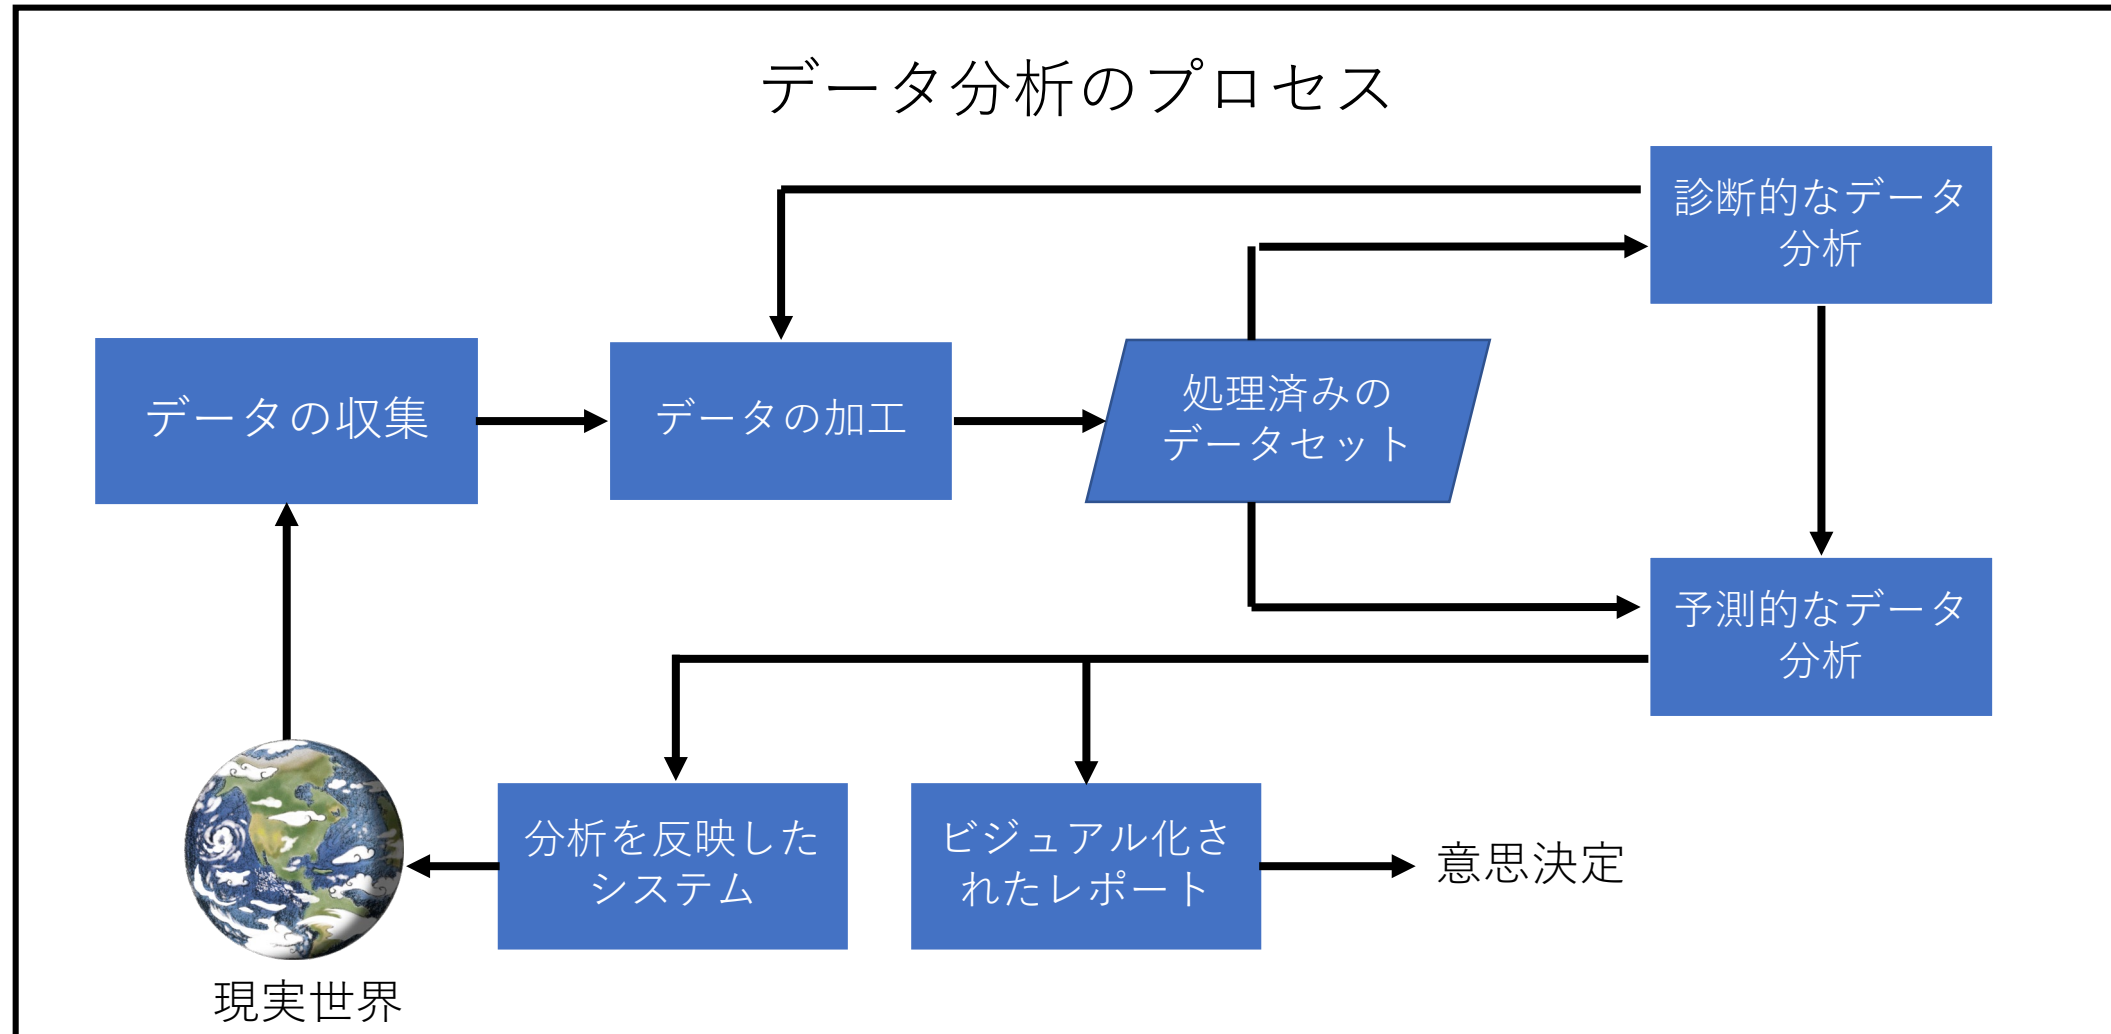 データ分析のプロセス
診断的なデータ
分析
データの収集
データの加工
処理済みの
データセット
予測的なデータ
分析
分析を反映した
システム
ビジュアル化さ
れたレポート
意思決定
現実世界